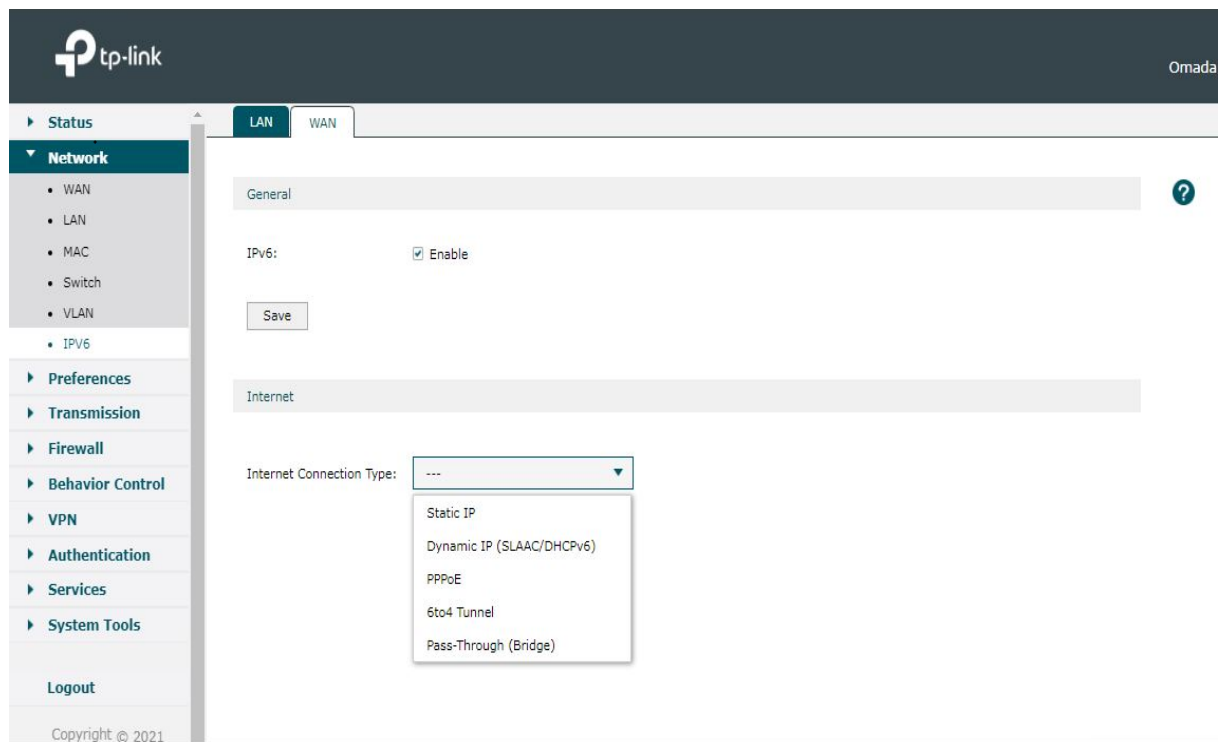 tp-link
Omada
Status
Network
WAN
LAN
MAC
Switch
VLAN
IPV6
Preferences
Transmission
Firewall
Behavior Control
VPN
Authentication
Services
System Tools
Logout
Copyright © 2021
LAN WAN
General
?
IPv6: Enable
Save
Internet
Internet Connection Type: ---
Static IP
Dynamic IP (SLAAC/DHCPv6)
PPPoE
6to4 Tunnel
Pass-Through (Bridge)